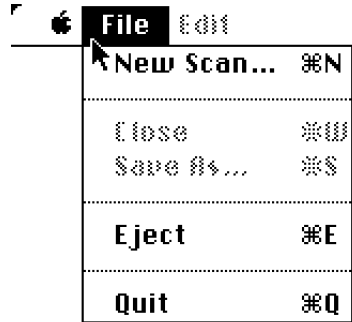 File Edit
New Scan... ⌘N
Close ⌘W
Save As... ⌘S
Eject ⌘E
Quit ⌘Q